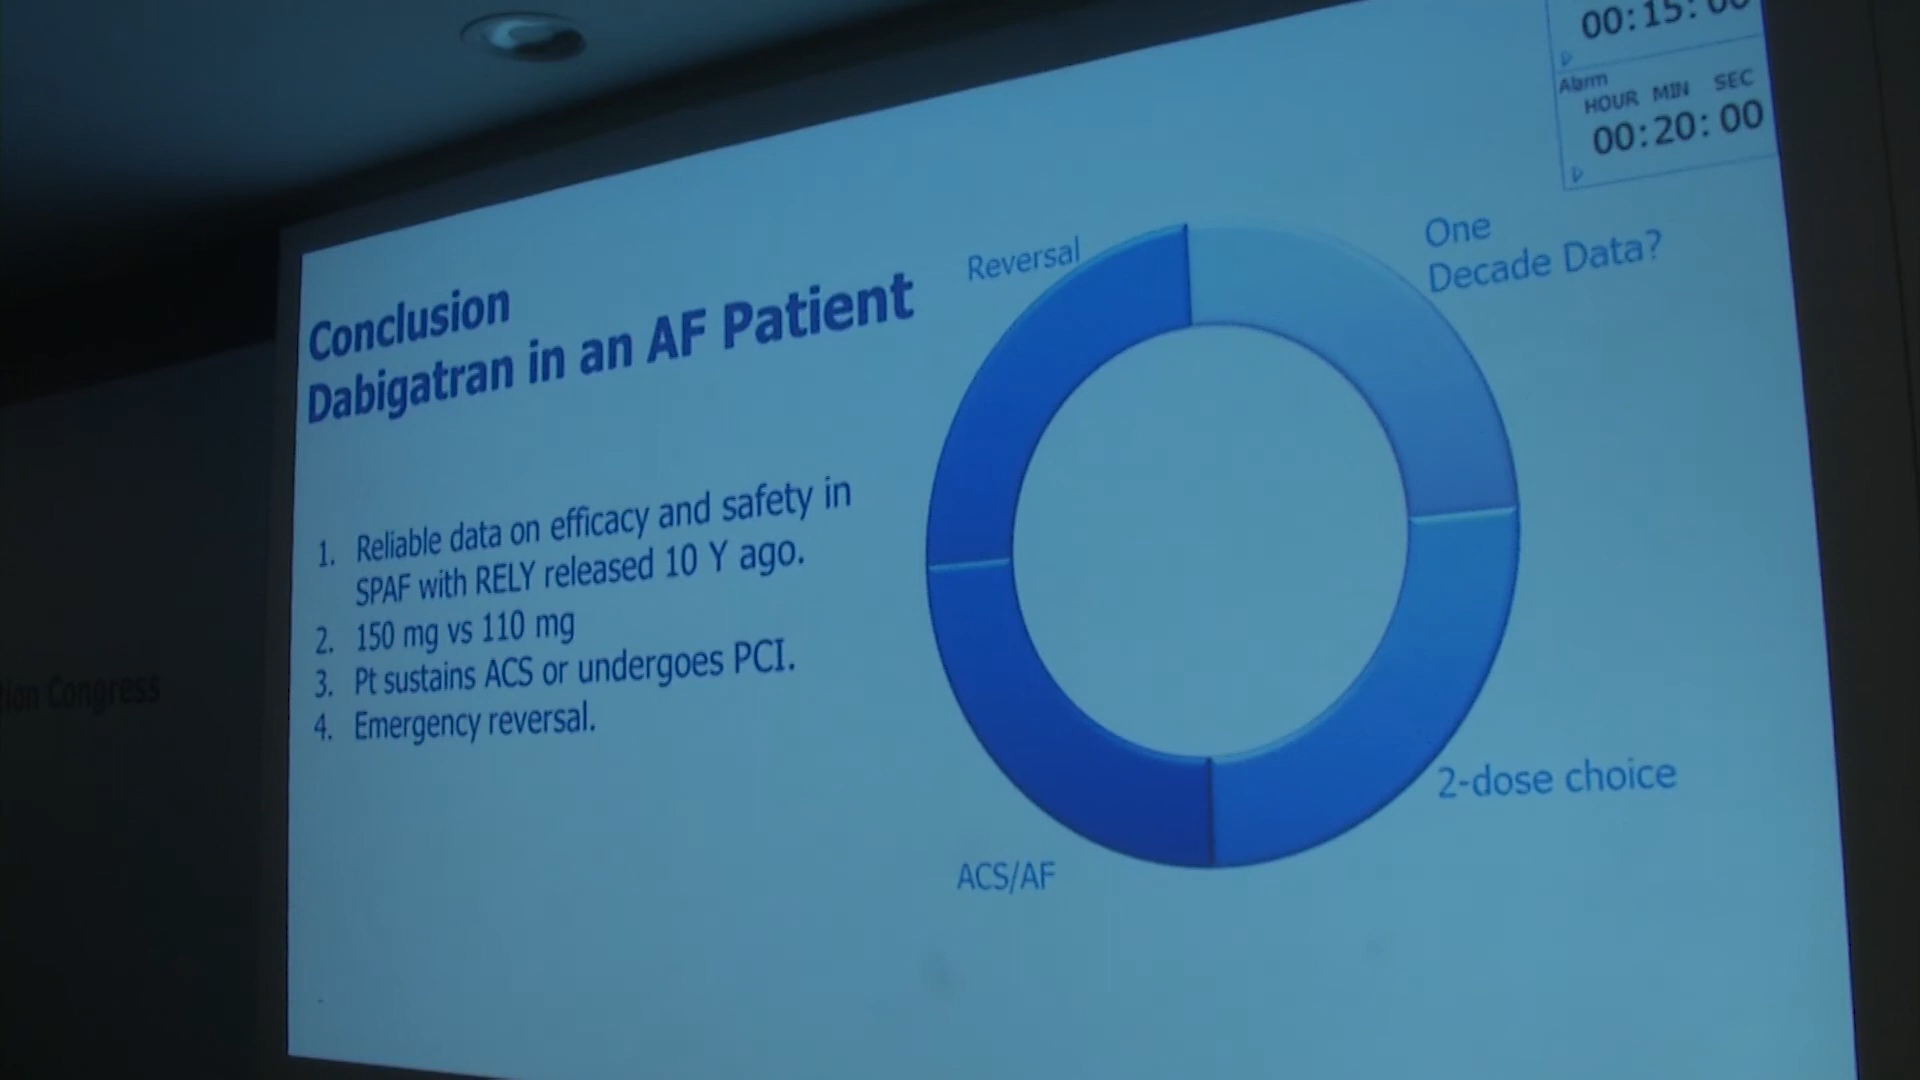 00:15:00
Alarm
HOUR MIN SEC
00:20:00
Conclusion
Dabigatran in an AF Patient
1. Reliable data on efficacy and safety in
SPAF with RELY released 10 Y ago.
2. 150 mg vs 110 mg
3. Pt sustains ACS or undergoes PCI.
4. Emergency reversal.
Reversal
One
Decade Data?
2-dose choice
ACS/AF
Congress